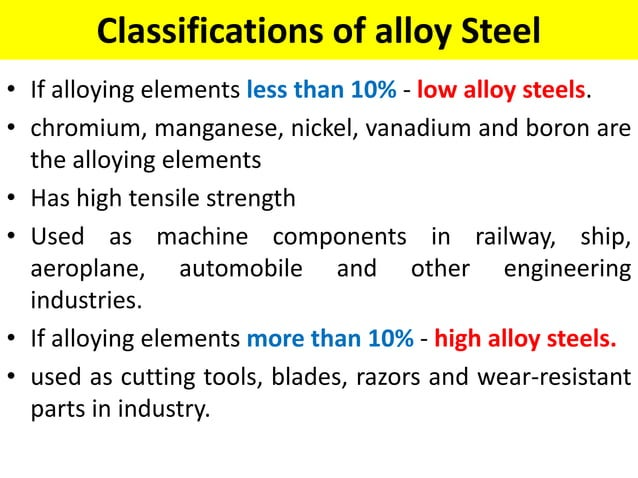 Classifications of alloy Steel
• If alloying elements less than 10% - low alloy steels.
• chromium, manganese, nickel, vanadium and boron are
the alloying elements
• Has high tensile strength
• Used as machine components in railway, ship,
aeroplane, automobile and other engineering
industries.
• If alloying elements more than 10% - high alloy steels.
• used as cutting tools, blades, razors and wear-resistant
parts in industry.